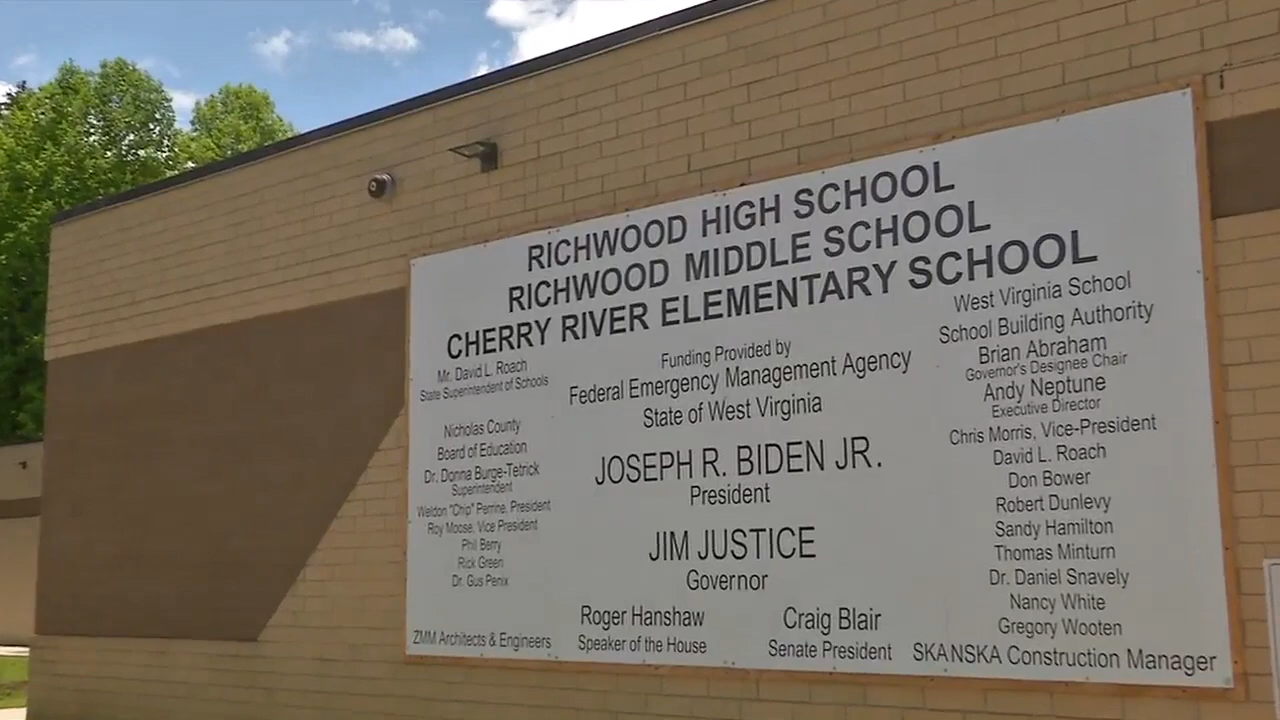 RICHWOOD HIGH SCHOOL
RICHWOOD MIDDLE SCHOOL
CHERRY RIVER ELEMENTARY SCHOOL
Mr. David L. Roach
State Superintendent of Schools
Nicholas County
Board of Education
Dr. Donna Burge-Tetrick
Superintendent
Weldon "Chip" Perrine, President
Roy Moose, Vice President
Phil Berry
Rick Green
Dr. Gus Penix
ZMM Architects & Engineers
Funding Provided by
Federal Emergency Management Agency
State of West Virginia
JOSEPH R. BIDEN JR.
President
JIM JUSTICE
Governor
Roger Hanshaw
Speaker of the House
Craig Blair
Senate President
West Virginia School
School Building Authority
Brian Abraham
Governor's Designee Chair
Andy Neptune
Executive Director
Chris Morris, Vice-President
David L. Roach
Don Bower
Robert Dunlevy
Sandy Hamilton
Thomas Minturn
Dr. Daniel Snavely
Nancy White
Gregory Wooten
SKANSKA Construction Manager